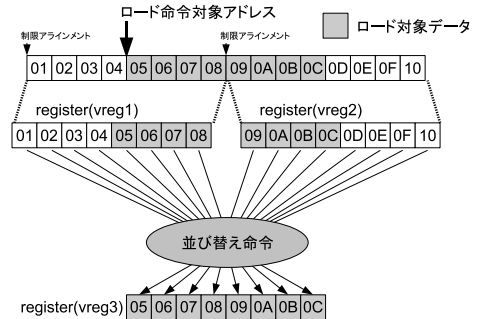 ロード命令対象アドレス
ロード対象データ
制限アラインメント 制限アラインメント
01 02 03 04 05 06 07 08 09 0A 0B 0C 0D 0E 0F 10
register(vreg1) register(vreg2)
01 02 03 04 05 06 07 08 09 0A 0B 0C 0D 0E 0F 10
並び替え命令
register(vreg3) 05 06 07 08 09 0A 0B 0C